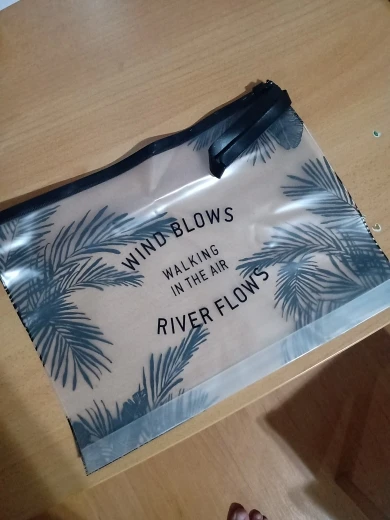 WIND BLOWS
WALKING
IN THE AIR
RIVER FLOWS